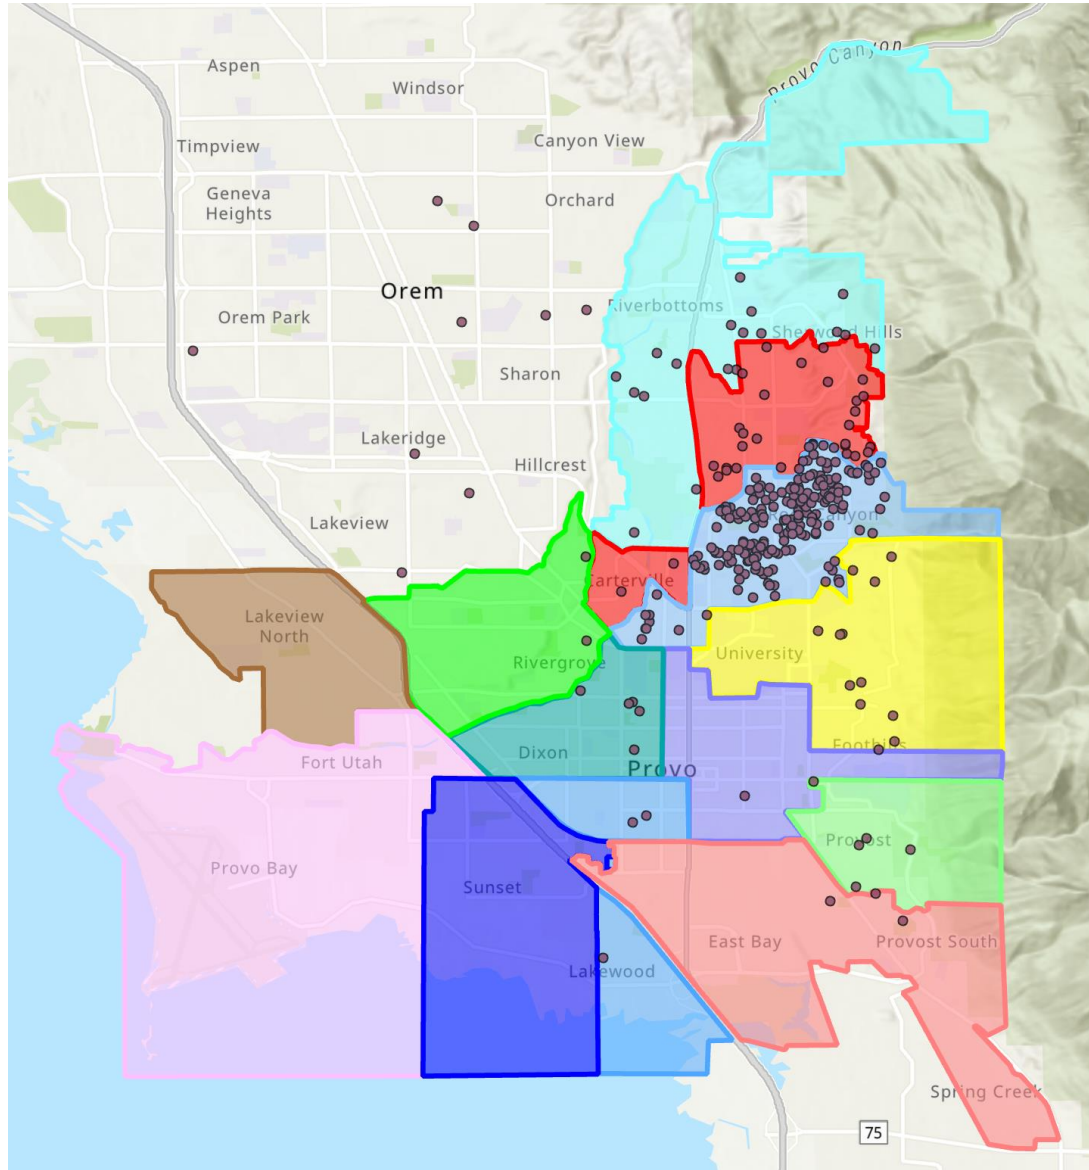 Provo Canyon
Aspen
Windsor
Canyon View
Timpview
Geneva
Heights
Orchard
Orem
Riverbottoms
Orem Park
Sherwood Hills
Sharon
Lakeridge
Hillcrest
Lakeview
Canyon
Carterville
Lakeview
North
Rivergrove
University
Foothills
Dixon
Fort Utah
Provo
Provost
Provo Bay
Sunset
East Bay
Provost South
Lakewood
Spring Creek
75